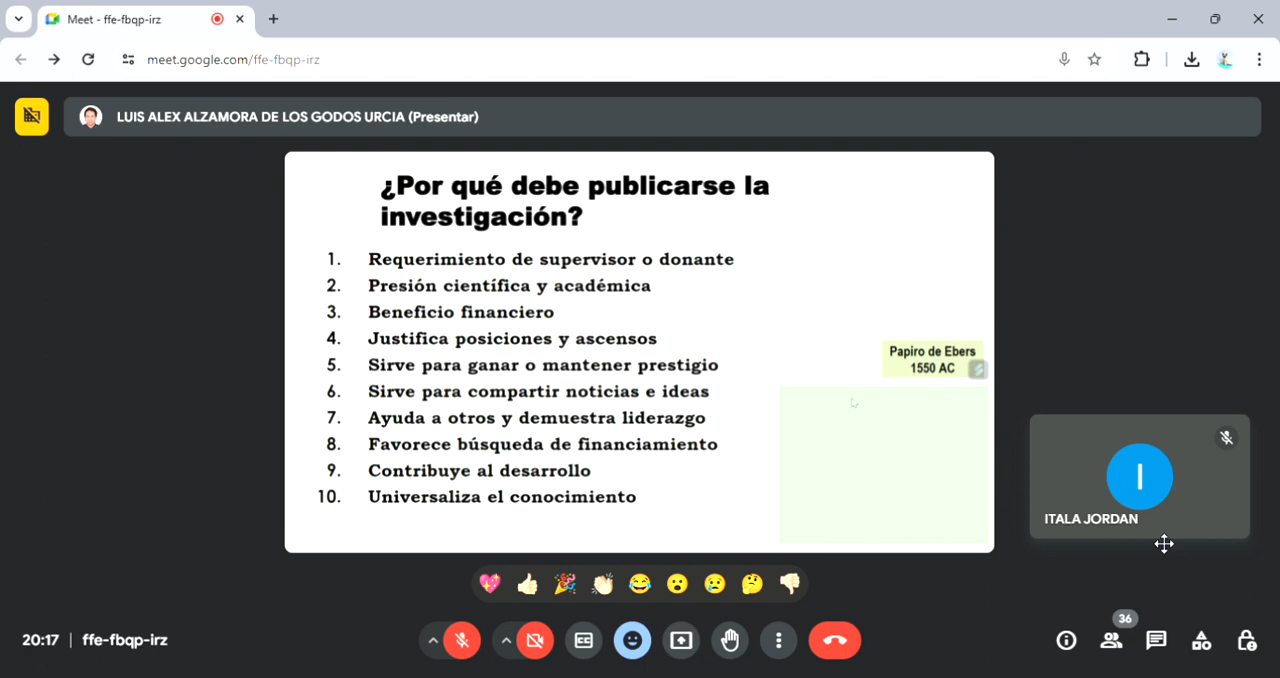 Meet - ffe-fbqp-irz
meet.google.com/ffe-fbqp-irz
LUIS ALEX ALZAMORA DE LOS GODOS URCIA (Presentar)
¿Por qué debe publicarse la
investigación?
1. Requerimiento de supervisor o donante
2. Presión científica y académica
3. Beneficio financiero
4. Justifica posiciones y ascensos
5. Sirve para ganar o mantener prestigio
6. Sirve para compartir noticias e ideas
7. Ayuda a otros y demuestra liderazgo
8. Favorece búsqueda de financiamiento
9. Contribuye al desarrollo
10. Universaliza el conocimiento
Papiro de Ebers
1550 AC
I
ITALA JORDAN
20:17 | ffe-fbqp-irz
36